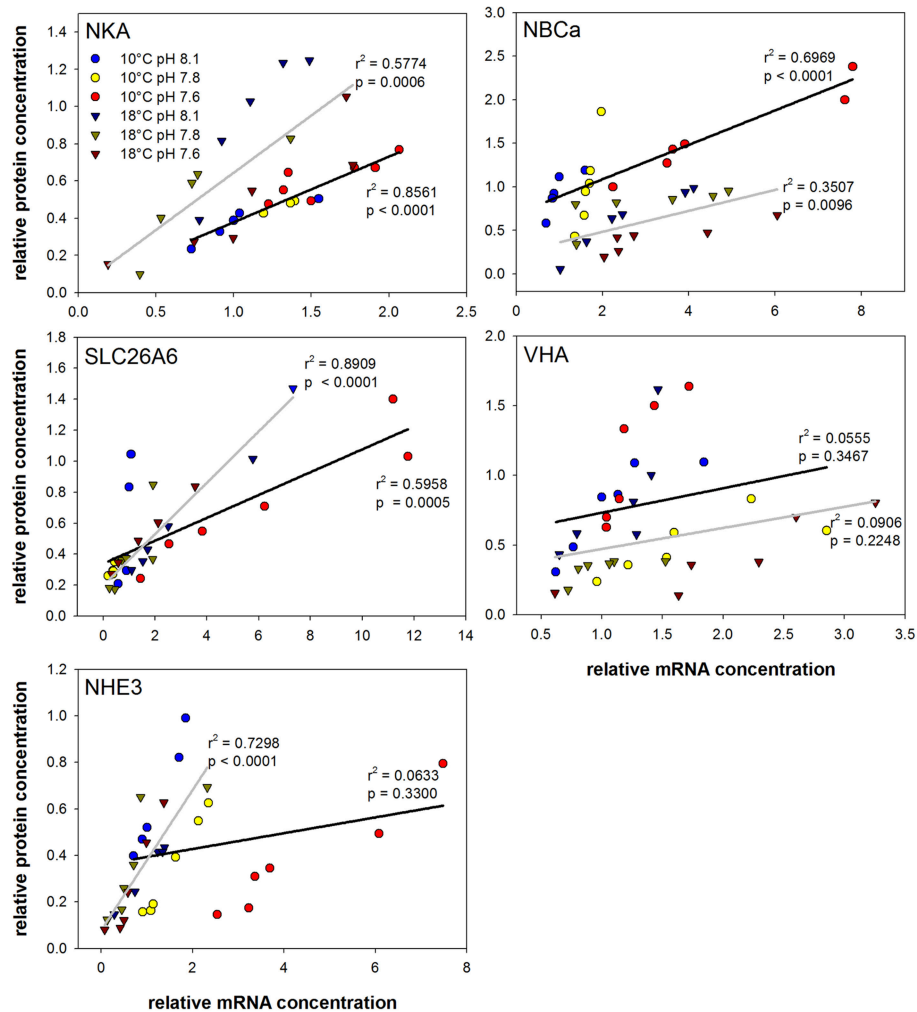 NKA
10°C pH 8.1
10°C pH 7.8
10°C pH 7.6
18°C pH 8.1
18°C pH 7.8
18°C pH 7.6
r² = 0.5774
p = 0.0006
r² = 0.8561
p < 0.0001
relative protein concentration
1.4
1.2
1.0
0.8
0.6
0.4
0.2
0.0
0.0 0.5 1.0 1.5 2.0 2.5
NBCa
r² = 0.6969
p < 0.0001
r² = 0.3507
p = 0.0096
3.0
2.5
2.0
1.5
1.0
0.5
0.0
0 2 4 6 8
SLC26A6
r² = 0.8909
p < 0.0001
r² = 0.5958
p = 0.0005
relative protein concentration
1.8
1.6
1.4
1.2
1.0
0.8
0.6
0.4
0.2
0.0
0 2 4 6 8 10 12 14
VHA
r² = 0.0555
p = 0.3467
r² = 0.0906
p = 0.2248
2.0
1.5
1.0
0.5
0.0
0.5 1.0 1.5 2.0 2.5 3.0 3.5
relative mRNA concentration
NHE3
r² = 0.7298
p < 0.0001
r² = 0.0633
p = 0.3300
relative protein concentration
1.2
1.0
0.8
0.6
0.4
0.2
0.0
0 2 4 6 8
relative mRNA concentration